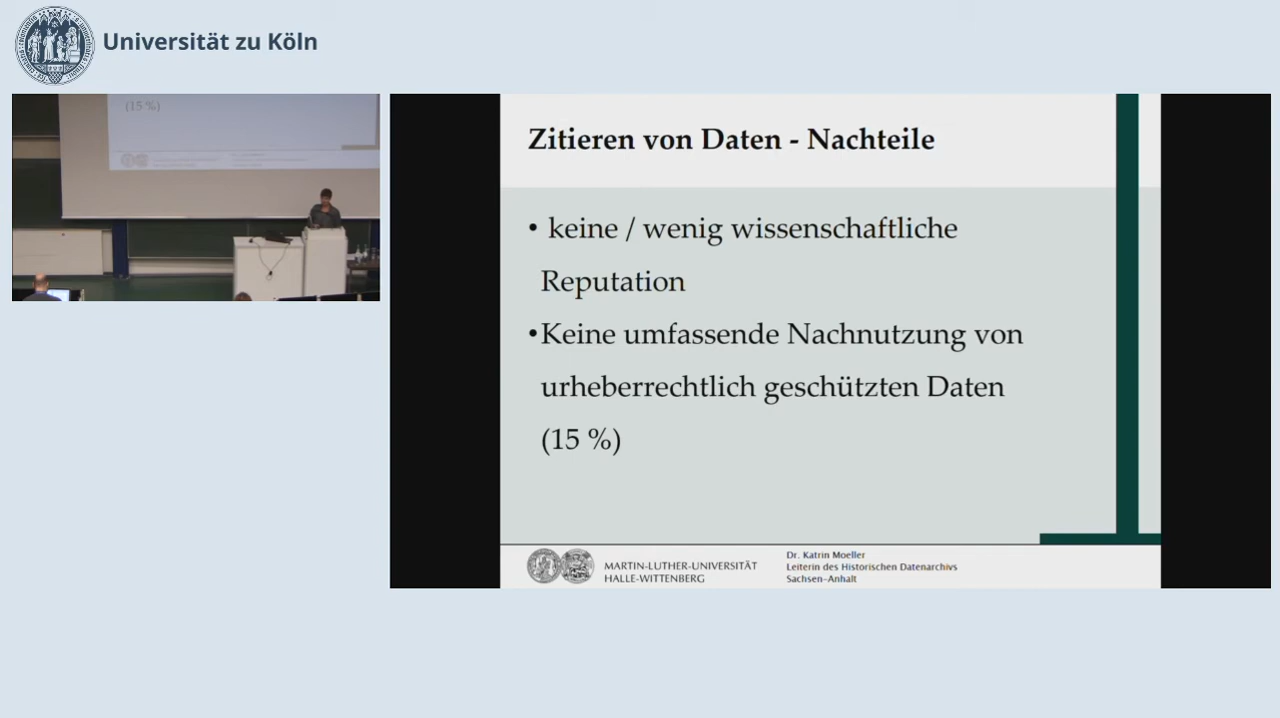 Universität zu Köln
(15 %)
Zitieren von Daten - Nachteile
• keine / wenig wissenschaftliche
Reputation
•Keine umfassende Nachnutzung von
urheberrechtlich geschützten Daten
(15 %)
MARTIN-LUTHER-UNIVERSITÄT
HALLE-WITTENBERG
Dr. Katrin Moeller
Leiterin des Historischen Datenarchivs
Sachsen-Anhalt